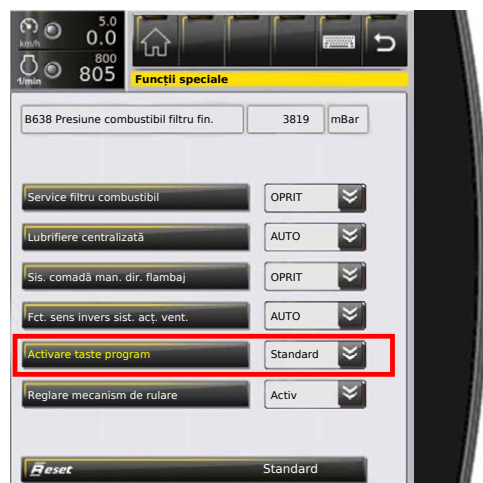 5.0
km/h 0.0
800
1/min 805
Funcții speciale
B638 Presiune combustibil filtru fin. 3819 mBar
Service filtru combustibil OPRIT
Lubrifiere centralizată AUTO
Sis. comadă man. dir. flambaj OPRIT
Fct. sens invers sist. acț. vent. AUTO
Activare taste program Standard
Reglare mecanism de rulare Activ
Reset Standard